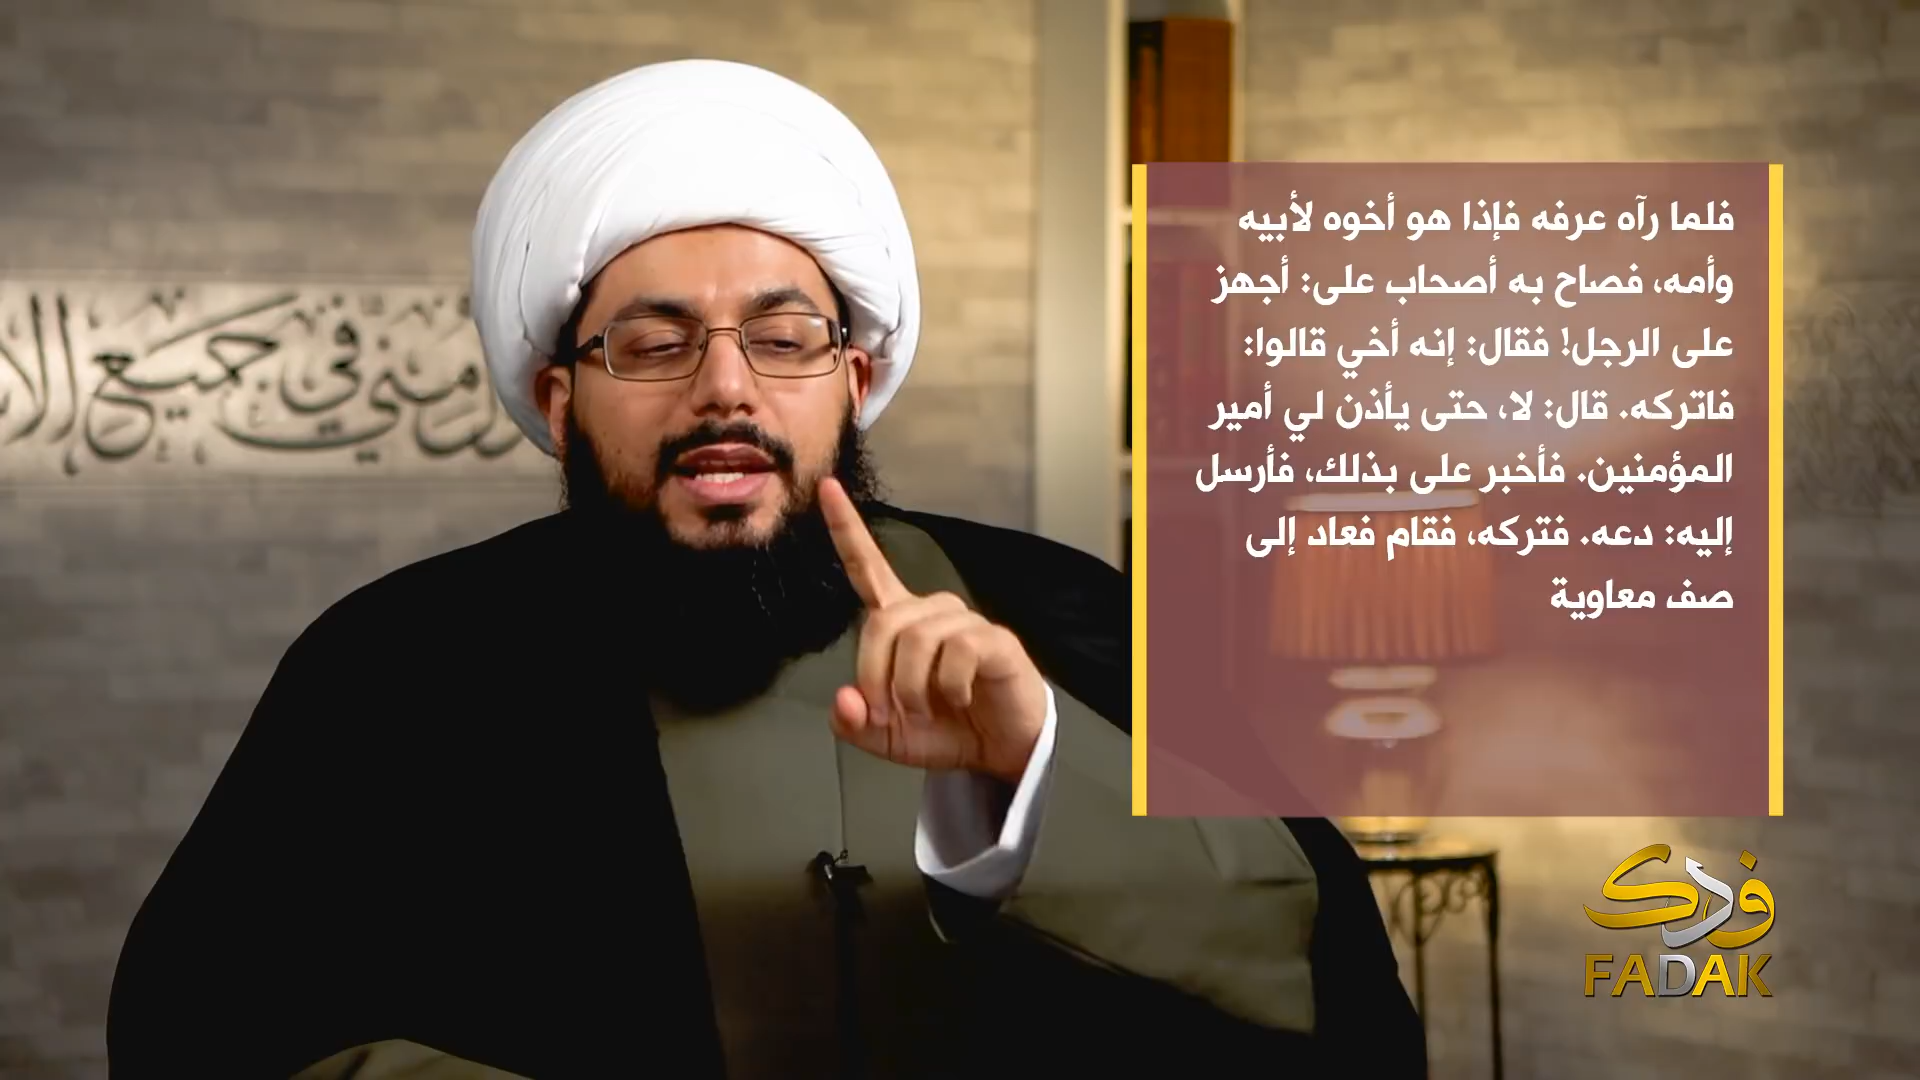 فلما رآه عرفه فإذا هو أخوه لأبيه
وأمه، فصاح به أصحاب على: أجهز
على الرجل! فقال: إنه أخي قالوا:
فاتركه. قال: لا، حتى يأذن لي أمير
المؤمنين. فأخبر على بذلك، فأرسل
إليه: دعه. فتركه، فقام فعاد إلى
صف معاوية
في جميع
فدك
FADAK